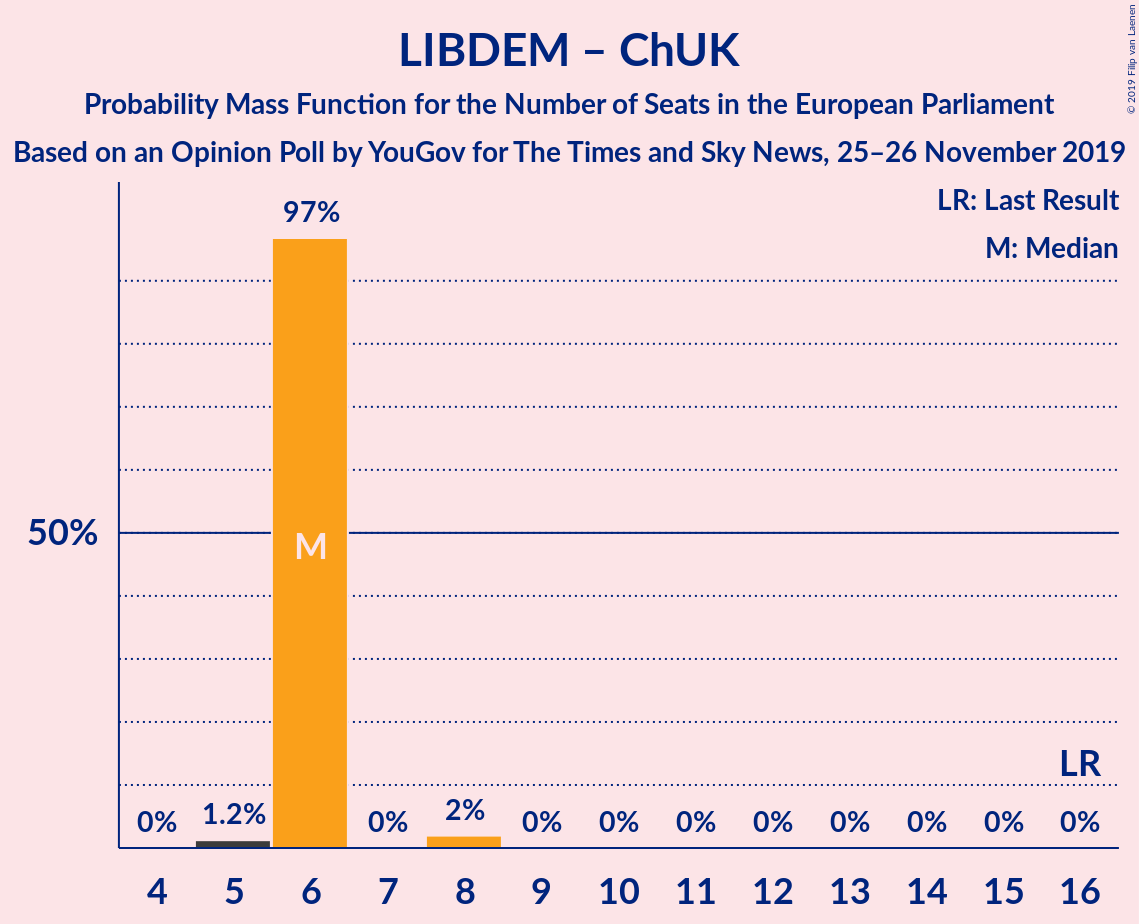 LIBDEM – ChUK
Probability Mass Function for the Number of Seats in the European Parliament
Based on an Opinion Poll by YouGov for The Times and Sky News, 25–26 November 2019
© 2019 Filip van Laenen
LR: Last Result
M: Median
97%
50%
M
LR
0% 1.2% 0% 2% 0% 0% 0% 0% 0% 0% 0% 0%
4 5 6 7 8 9 10 11 12 13 14 15 16